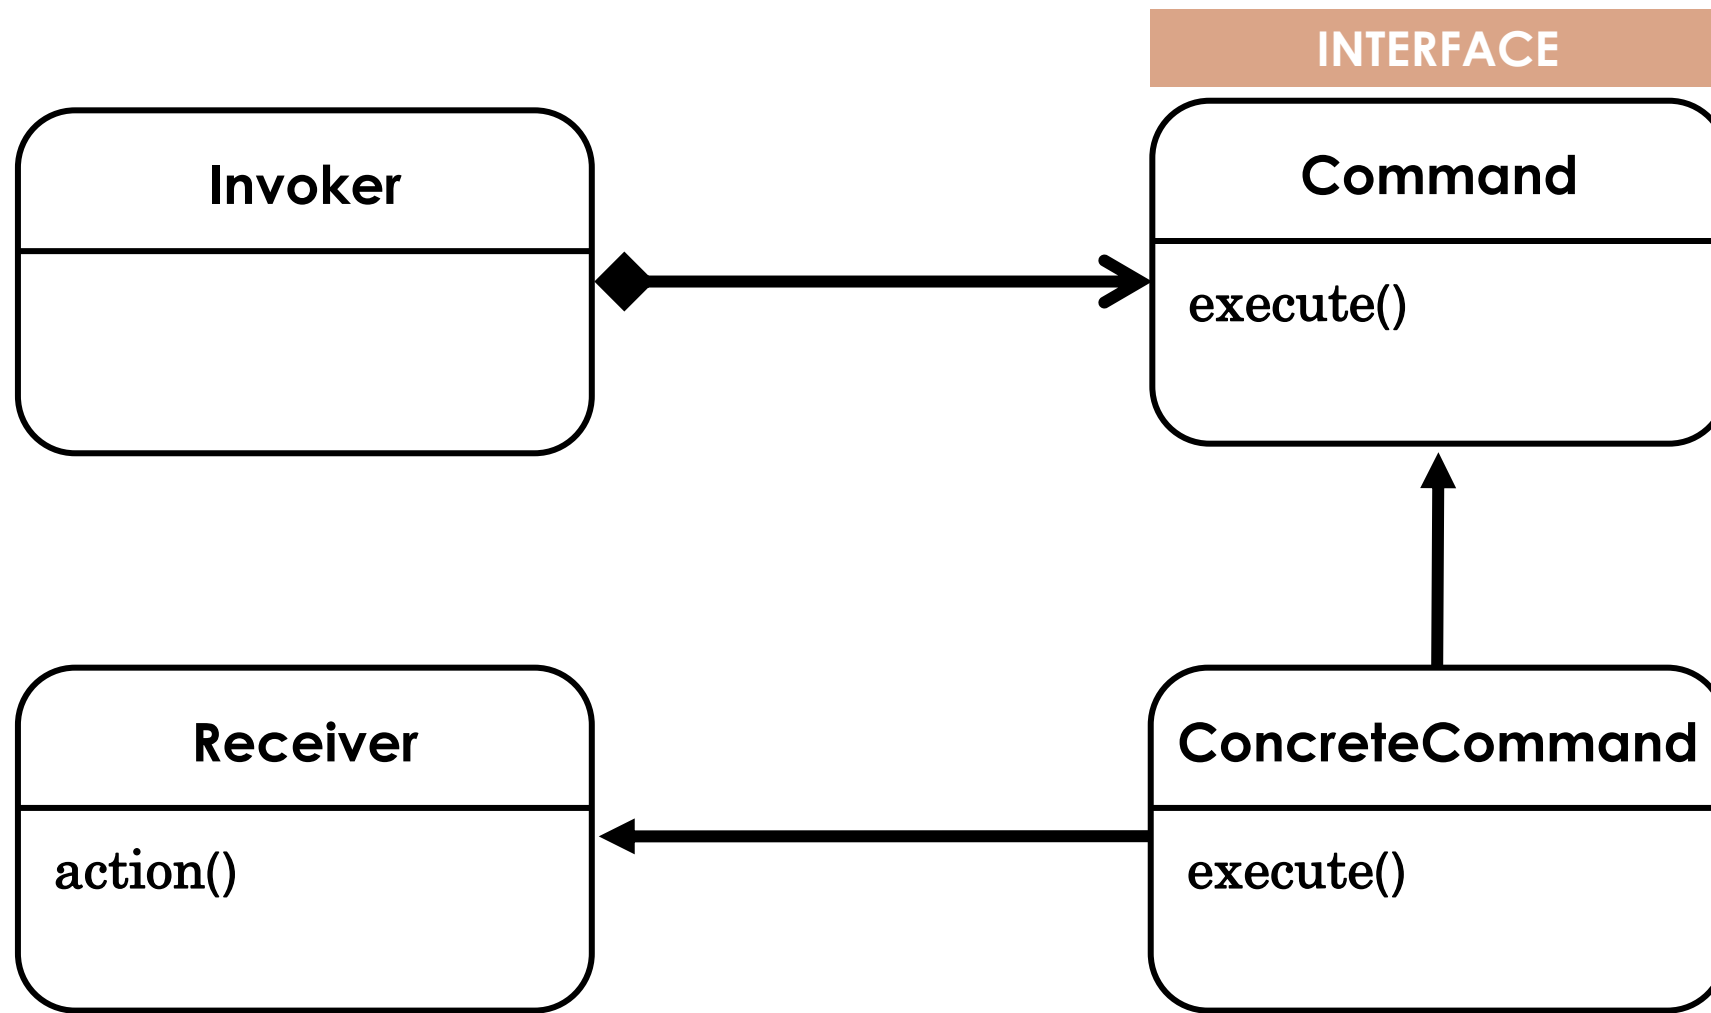 INTERFACE
Invoker
Command
execute()
Receiver
action()
ConcreteCommand
execute()